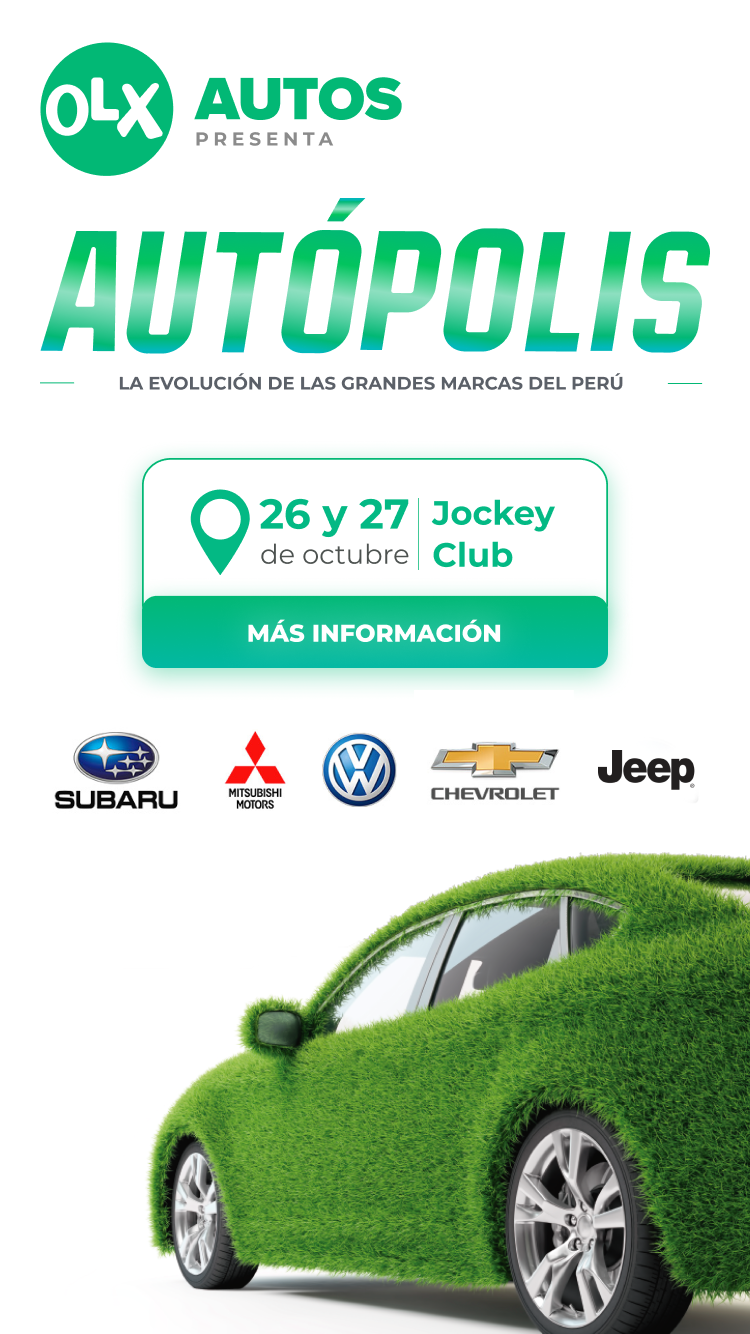 OLX AUTOS
PRESENTA
AUTÓPOLIS
LA EVOLUCIÓN DE LAS GRANDES MARCAS DEL PERÚ
26 y 27 Jockey
de octubre Club
MÁS INFORMACIÓN
SUBARU
MITSUBISHI
MOTORS
VW
CHEVROLET
Jeep